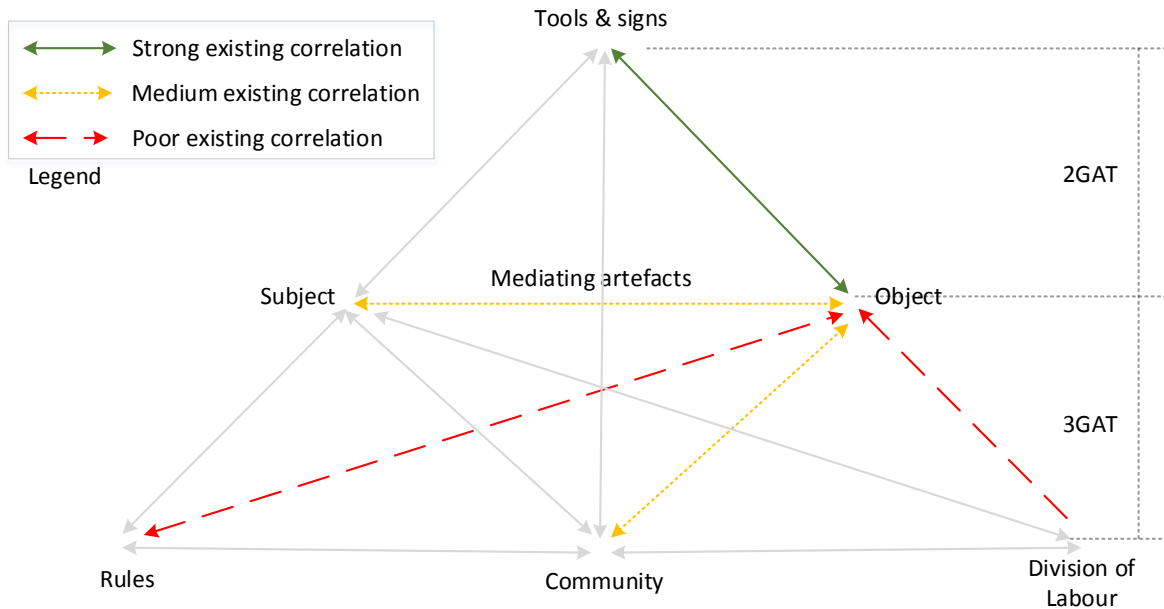 Tools & signs
Strong existing correlation
Medium existing correlation
Poor existing correlation
Legend
2GAT
Mediating artefacts
Subject
Object
3GAT
Rules
Community
Division of
Labour